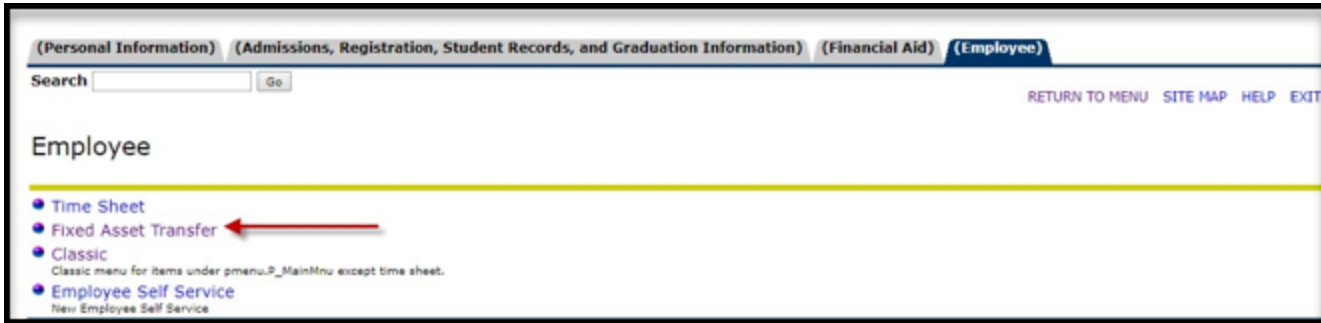 (Personal Information) (Admissions, Registration, Student Records, and Graduation Information) (Financial Aid) (Employee)
Search Go
RETURN TO MENU SITE MAP HELP EXIT
Employee
Time Sheet
Fixed Asset Transfer
Classic
Classic menu for items under pmenu.P_MainMnu except time sheet.
Employee Self Service
New Employee Self Service